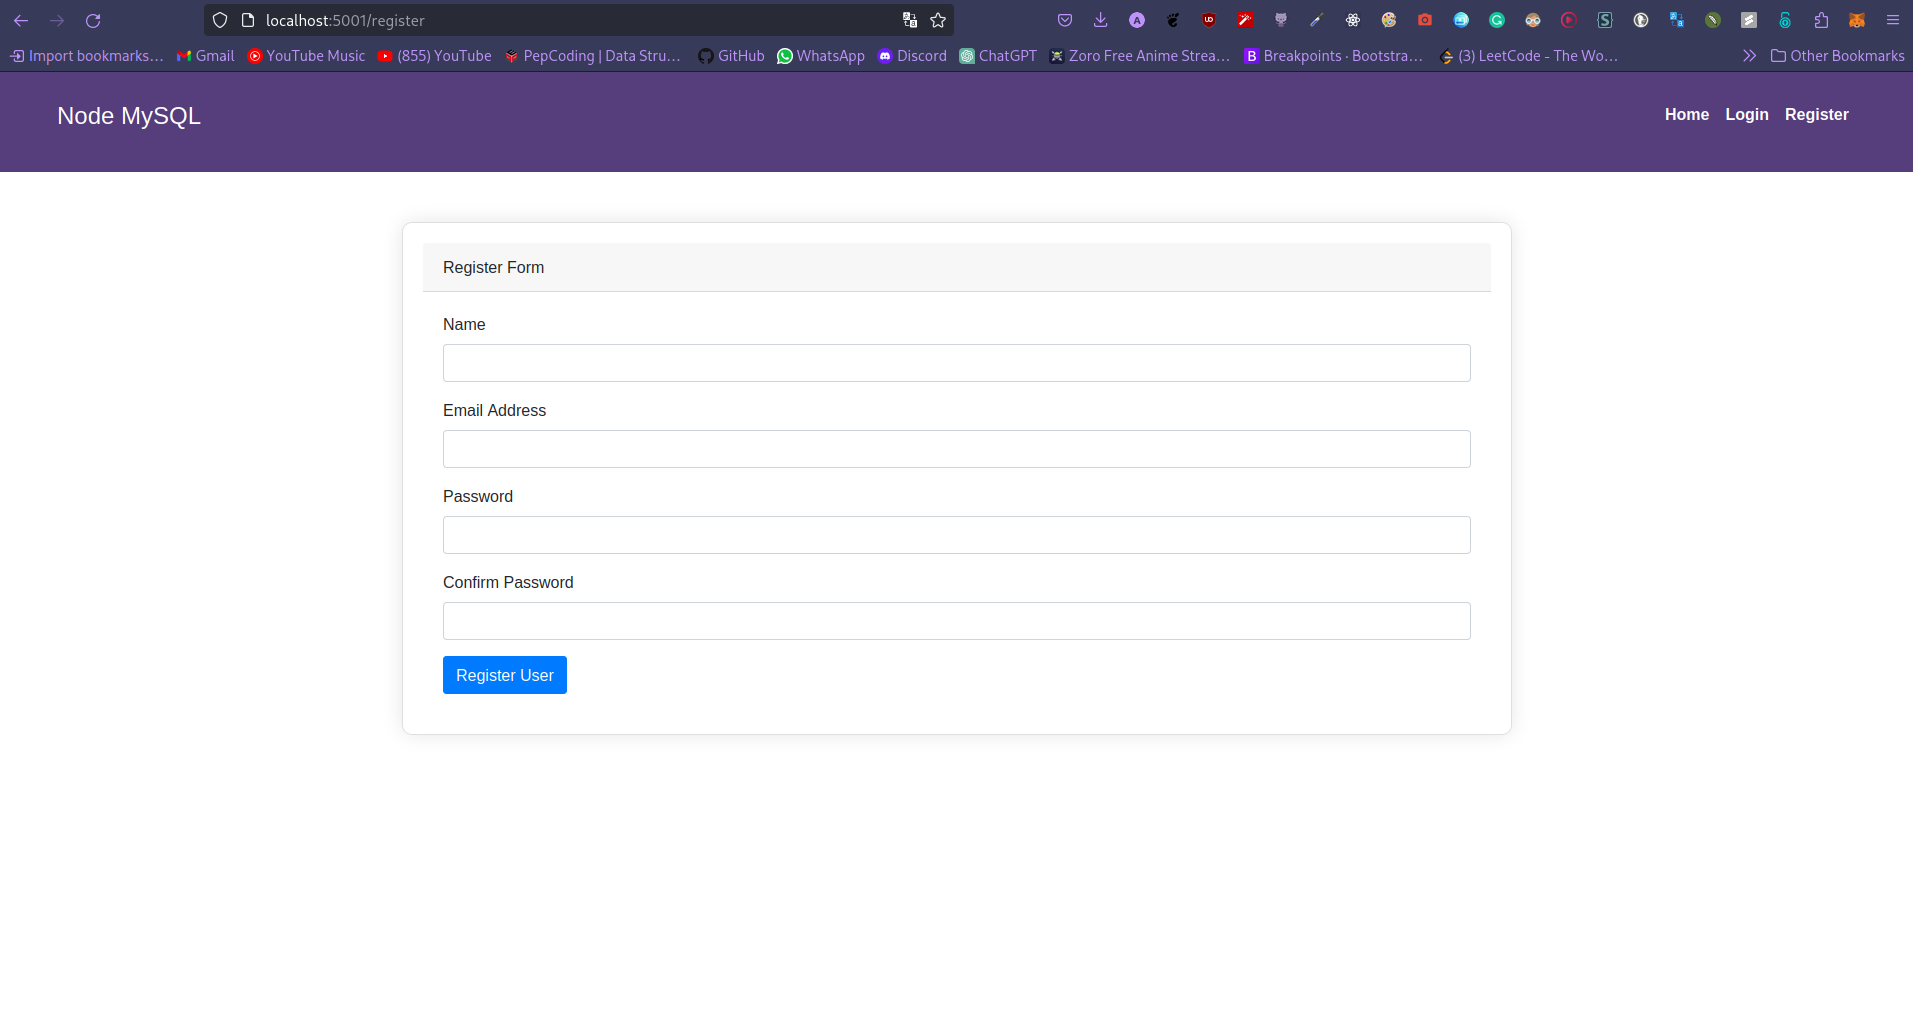 localhost:5001/register
Import bookmarks... Gmail YouTube Music (855) YouTube PepCoding | Data Stru... GitHub WhatsApp Discord ChatGPT Zoro Free Anime Strea... B Breakpoints · Bootstra... (3) LeetCode - The Wo... Other Bookmarks
Node MySQL Home Login Register
Register Form
Name
Email Address
Password
Confirm Password
Register User